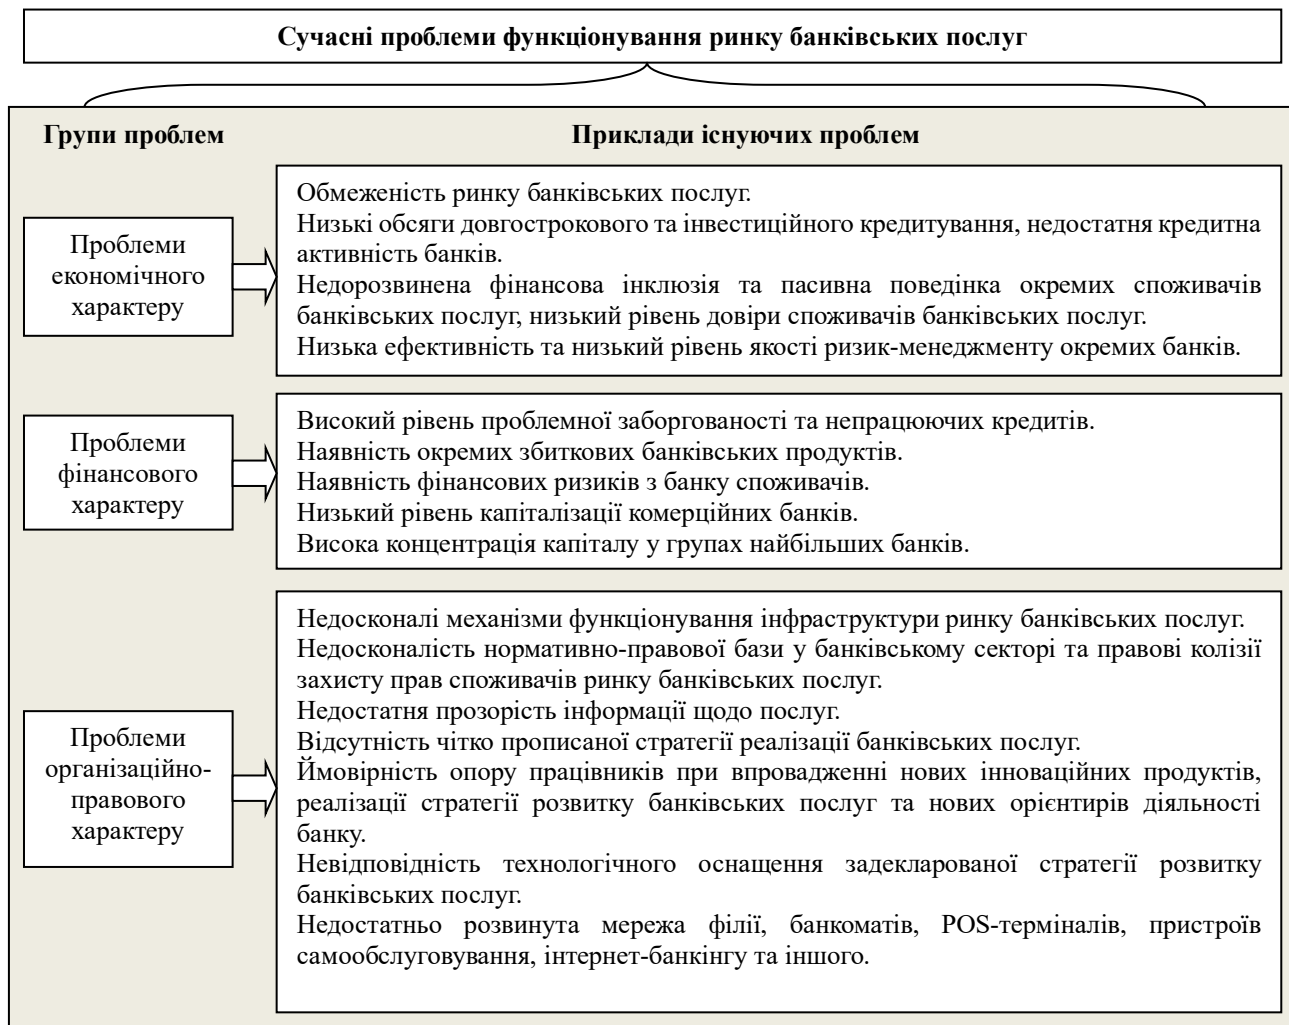 Сучасні проблеми функціонування ринку банківських послуг
Групи проблем
Приклади існуючих проблем
Проблеми
економічного
характеру
Обмеженість ринку банківських послуг.
Низькі обсяги довгострокового та інвестиційного кредитування, недостатня кредитна
активність банків.
Недорозвинена фінансова інклюзія та пасивна поведінка окремих споживачів
банківських послуг, низький рівень довіри споживачів банківських послуг.
Низька ефективність та низький рівень якості ризик-менеджменту окремих банків.
Проблеми
фінансового
характеру
Високий рівень проблемної заборгованості та непрацюючих кредитів.
Наявність окремих збиткових банківських продуктів.
Наявність фінансових ризиків з банку споживачів.
Низький рівень капіталізації комерційних банків.
Висока концентрація капіталу у групах найбільших банків.
Проблеми
організаційно-
правового
характеру
Недосконалі механізми функціонування інфраструктури ринку банківських послуг.
Недосконалість нормативно-правової бази у банківському секторі та правові колізії
захисту прав споживачів ринку банківських послуг.
Недостатня прозорість інформації щодо послуг.
Відсутність чітко прописаної стратегії реалізації банківських послуг.
Ймовірність опору працівників при впровадженні нових інноваційних продуктів,
реалізації стратегії розвитку банківських послуг та нових орієнтирів діяльності
банку.
Невідповідність технологічного оснащення задекларованої стратегії розвитку
банківських послуг.
Недостатньо розвинута мережа філії, банкоматів, POS-терміналів, пристроїв
самообслуговування, інтернет-банкінгу та іншого.